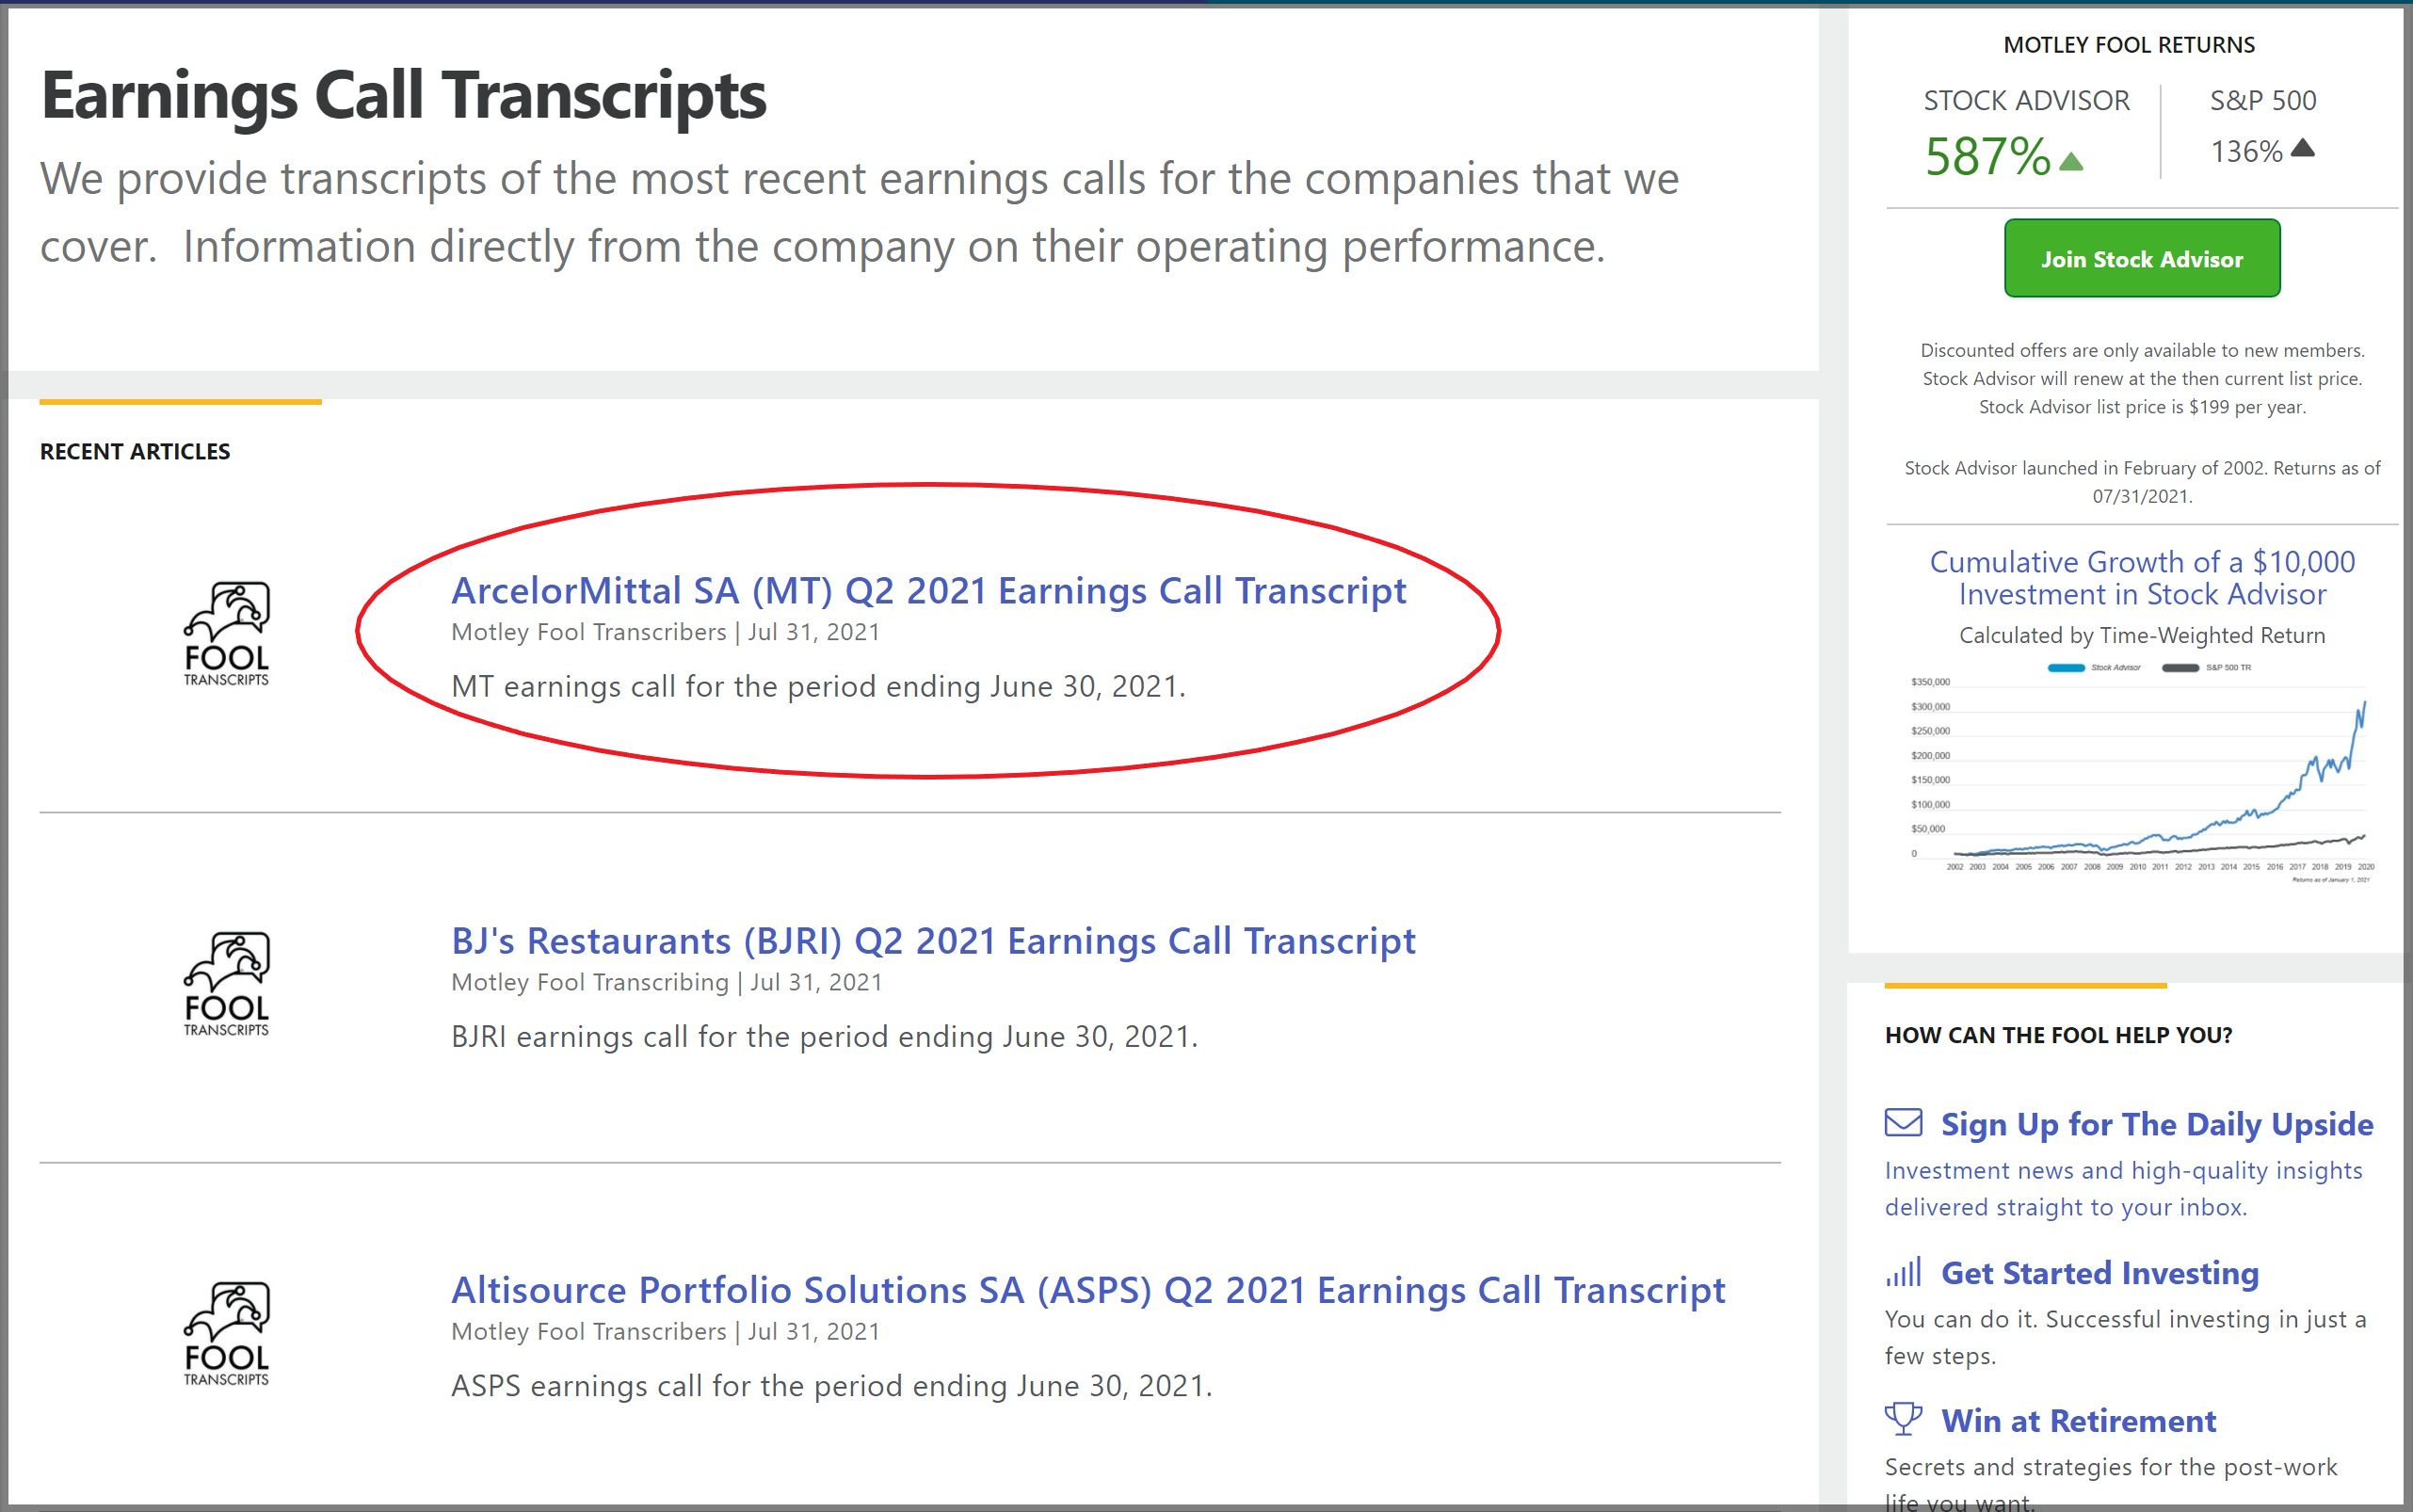 Earnings Call Transcripts
We provide transcripts of the most recent earnings calls for the companies that we
cover.  Information directly from the company on their operating performance.
RECENT ARTICLES
FOOL
TRANSCRIPTS
ArcelorMittal SA (MT) Q2 2021 Earnings Call Transcript
Motley Fool Transcribers | Jul 31, 2021
MT earnings call for the period ending June 30, 2021.
FOOL
TRANSCRIPTS
BJ's Restaurants (BJRI) Q2 2021 Earnings Call Transcript
Motley Fool Transcribing | Jul 31, 2021
BJRI earnings call for the period ending June 30, 2021.
FOOL
TRANSCRIPTS
Altisource Portfolio Solutions SA (ASPS) Q2 2021 Earnings Call Transcript
Motley Fool Transcribers | Jul 31, 2021
ASPS earnings call for the period ending June 30, 2021.
MOTLEY FOOL RETURNS
STOCK ADVISOR S&P 500
587% 136%
Join Stock Advisor
Discounted offers are only available to new members.
Stock Advisor will renew at the then current list price.
Stock Advisor list price is $199 per year.
Stock Advisor launched in February of 2002. Returns as of
07/31/2021.
Cumulative Growth of a $10,000
Investment in Stock Advisor
Calculated by Time-Weighted Return
Stock Advisor S&P 500 TR
$350,000
$300,000
$250,000
$200,000
$150,000
$100,000
$50,000
0
2002 2003 2004 2005 2006 2007 2008 2009 2010 2011 2012 2013 2014 2015 2016 2017 2018 2019 2020
Returns as of January 1, 2021
HOW CAN THE FOOL HELP YOU?
Sign Up for The Daily Upside
Investment news and high-quality insights
delivered straight to your inbox.
Get Started Investing
You can do it. Successful investing in just a
few steps.
Win at Retirement
Secrets and strategies for the post-work
life you want.